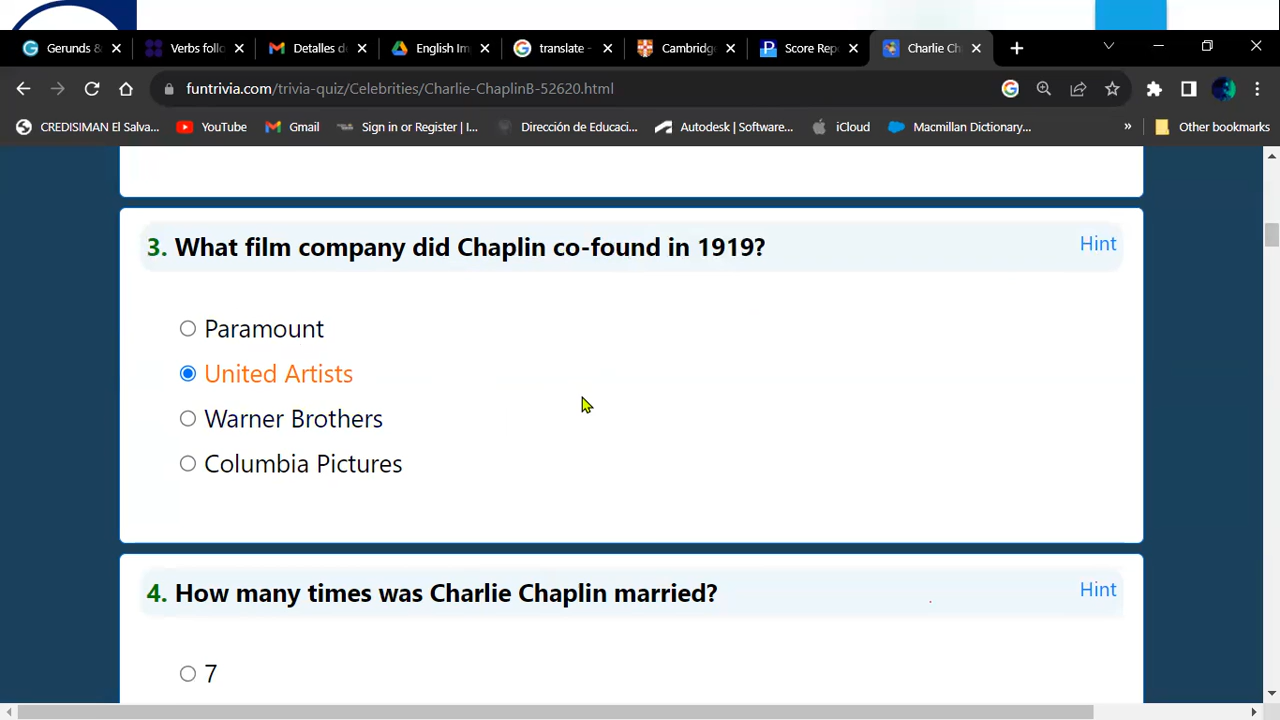 Gerunds &
Verbs follo
Detalles de
English Im
translate -
Cambridg
Score Rep
Charlie Ch
funtrivia.com/trivia-quiz/Celebrities/Charlie-ChaplinB-52620.html
CREDISIMAN El Salva...
YouTube
Gmail
Sign in or Register | I...
Dirección de Educaci...
Autodesk | Software...
iCloud
Macmillan Dictionary...
»
Other bookmarks
3. What film company did Chaplin co-found in 1919?
Hint
Paramount
United Artists
Warner Brothers
Columbia Pictures
4. How many times was Charlie Chaplin married?
Hint
7